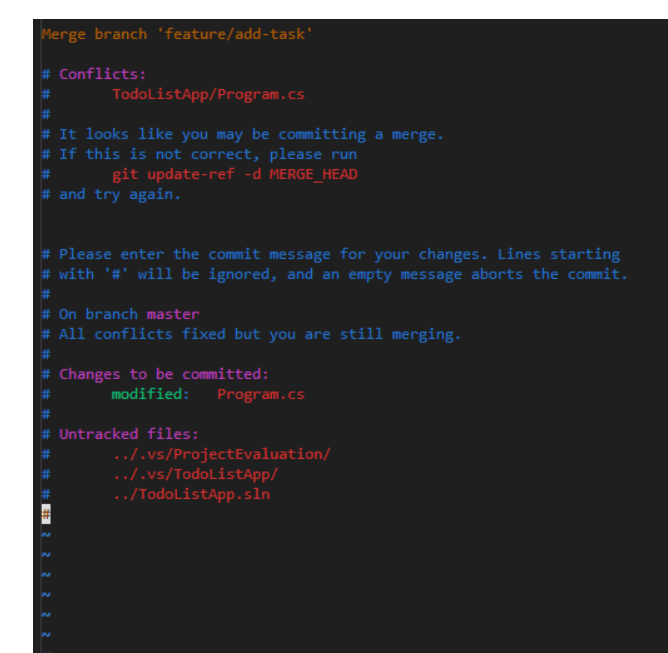 Merge branch 'feature/add-task'
# Conflicts:
#       TodoListApp/Program.cs
#
# It looks like you may be committing a merge.
# If this is not correct, please run
#       git update-ref -d MERGE_HEAD
# and try again.
# Please enter the commit message for your changes. Lines starting
# with '#' will be ignored, and an empty message aborts the commit.
#
# On branch master
# All conflicts fixed but you are still merging.
#
# Changes to be committed:
#       modified:   Program.cs
#
# Untracked files:
#       ../.vs/ProjectEvaluation/
#       ../.vs/TodoListApp/
#       ../TodoListApp.sln
#
~
~
~
~
~
~